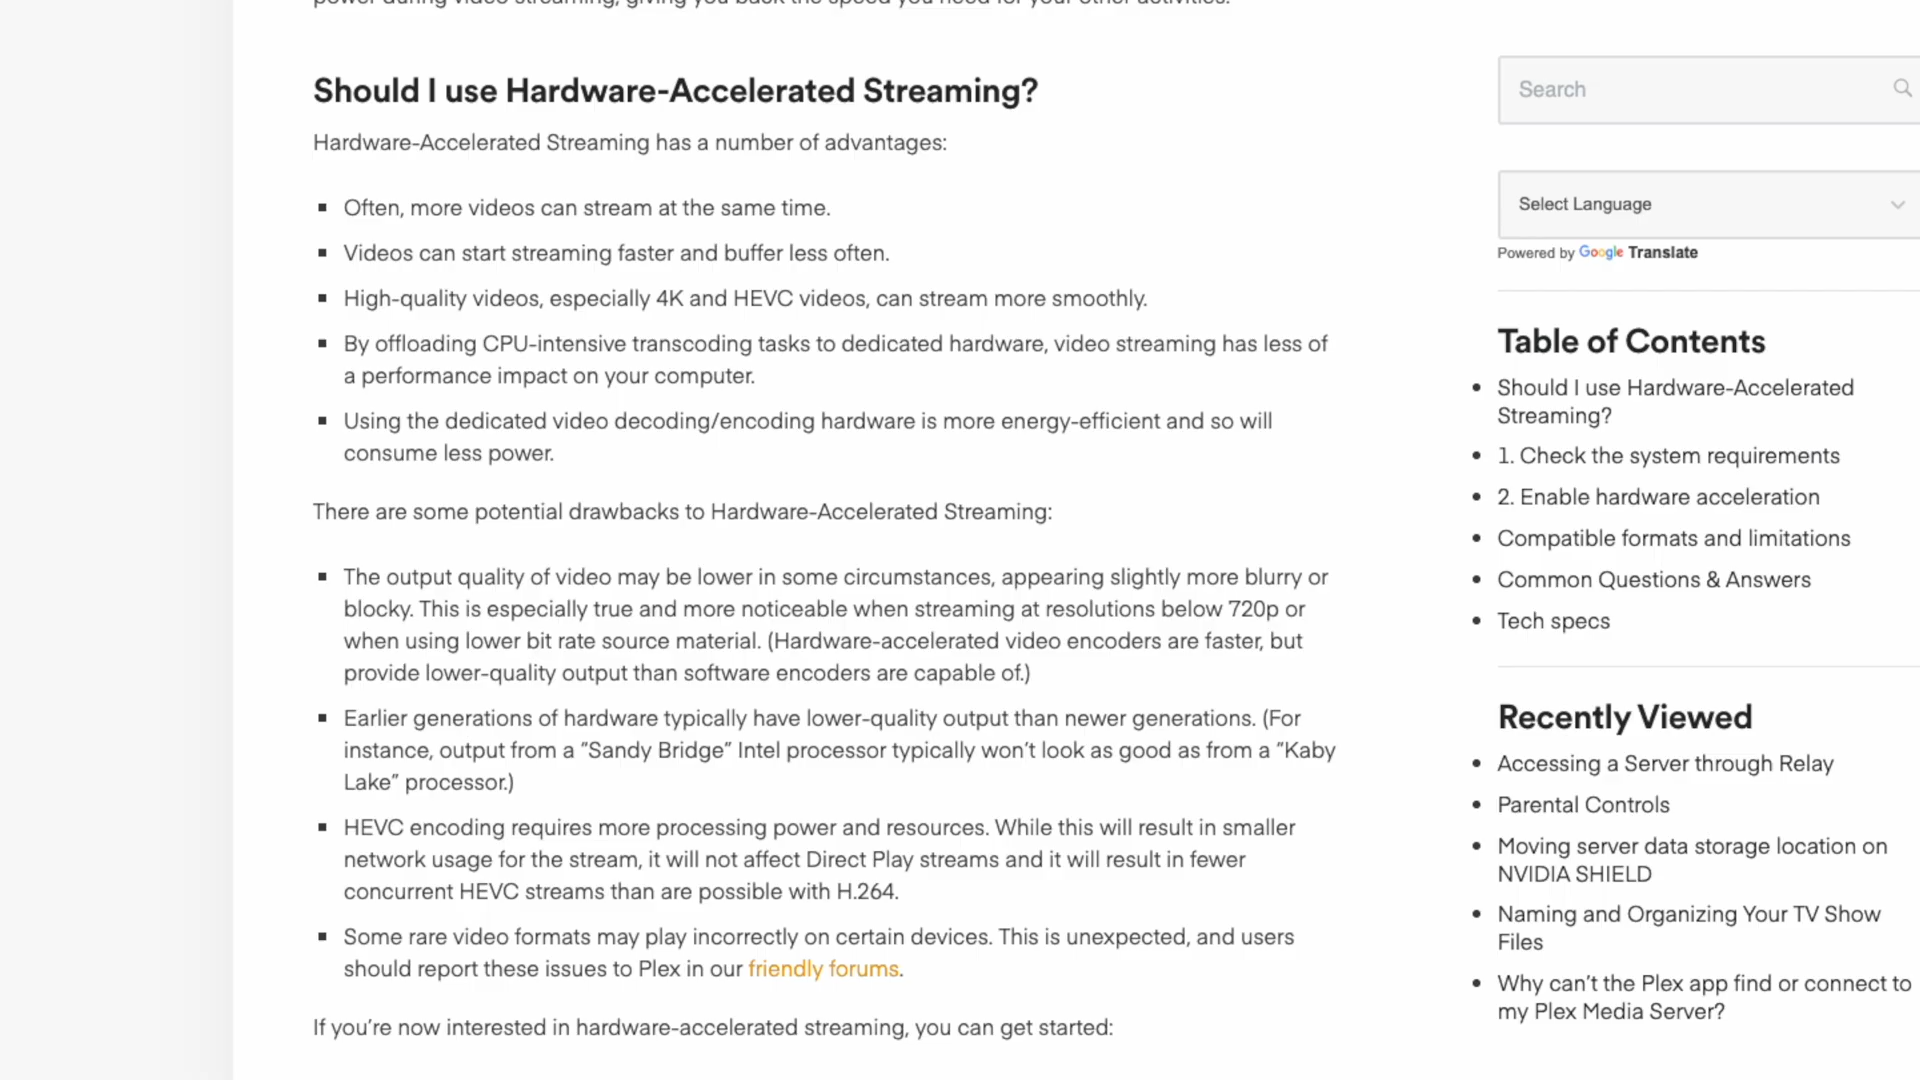 power during video streaming, giving you back the speed you need for your other activities.
Should I use Hardware-Accelerated Streaming?
Hardware-Accelerated Streaming has a number of advantages:
Often, more videos can stream at the same time.
Videos can start streaming faster and buffer less often.
High-quality videos, especially 4K and HEVC videos, can stream more smoothly.
By offloading CPU-intensive transcoding tasks to dedicated hardware, video streaming has less of
a performance impact on your computer.
Using the dedicated video decoding/encoding hardware is more energy-efficient and so will
consume less power.
There are some potential drawbacks to Hardware-Accelerated Streaming:
The output quality of video may be lower in some circumstances, appearing slightly more blurry or
blocky. This is especially true and more noticeable when streaming at resolutions below 720p or
when using lower bit rate source material. (Hardware-accelerated video encoders are faster, but
provide lower-quality output than software encoders are capable of.)
Earlier generations of hardware typically have lower-quality output than newer generations. (For
instance, output from a “Sandy Bridge” Intel processor typically won’t look as good as from a “Kaby
Lake” processor.)
HEVC encoding requires more processing power and resources. While this will result in smaller
network usage for the stream, it will not affect Direct Play streams and it will result in fewer
concurrent HEVC streams than are possible with H.264.
Some rare video formats may play incorrectly on certain devices. This is unexpected, and users
should report these issues to Plex in our friendly forums.
If you’re now interested in hardware-accelerated streaming, you can get started:
Search
Select Language
Powered by Google Translate
Table of Contents
Should I use Hardware-Accelerated
Streaming?
1. Check the system requirements
2. Enable hardware acceleration
Compatible formats and limitations
Common Questions & Answers
Tech specs
Recently Viewed
Accessing a Server through Relay
Parental Controls
Moving server data storage location on
NVIDIA SHIELD
Naming and Organizing Your TV Show
Files
Why can’t the Plex app find or connect to
my Plex Media Server?